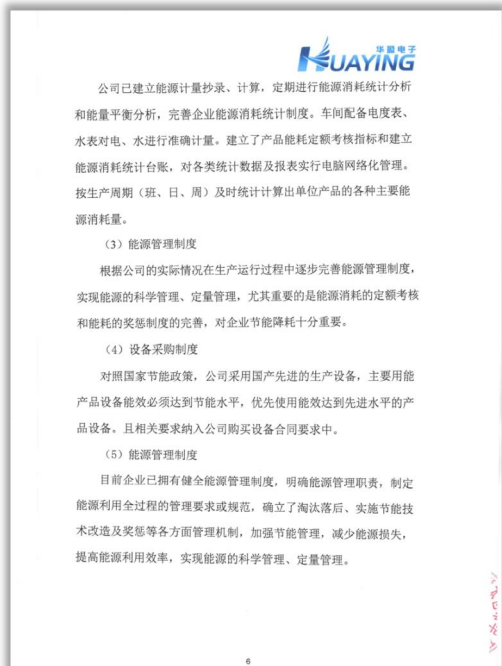 华盈电子
HUAYING
公司已建立能源计量抄录、计算，定期进行能源消耗统计分析
和能量平衡分析，完善企业能源消耗统计制度。车间配备电度表、
水表对电、水进行准确计量。建立了产品能耗定额考核指标和建立
能源消耗统计台账，对各类统计数据及报表实行电脑网络化管理。
按生产周期（班、日、周）及时统计计算出单位产品的各种主要能
源消耗量。
（3）能源管理制度
根据公司的实际情况在生产运行过程中逐步完善能源管理制度，
实现能源的科学管理、定量管理，尤其重要的是能源消耗的定额考核
和能耗的奖惩制度的完善，对企业节能降耗十分重要。
（4）设备采购制度
对照国家节能政策，公司采用国产先进的生产设备，主要用能
产品设备能效必须达到节能水平，优先使用能效达到先进水平的产
品设备。且相关要求纳入公司购买设备合同要求中。
（5）能源管理制度
目前企业已拥有健全能源管理制度，明确能源管理职责，制定
能源利用全过程的管理要求或规范，确立了淘汰落后、实施节能技
术改造及奖惩等各方面管理机制，加强节能管理，减少能源损失，
提高能源利用效率，实现能源的科学管理、定量管理。
6